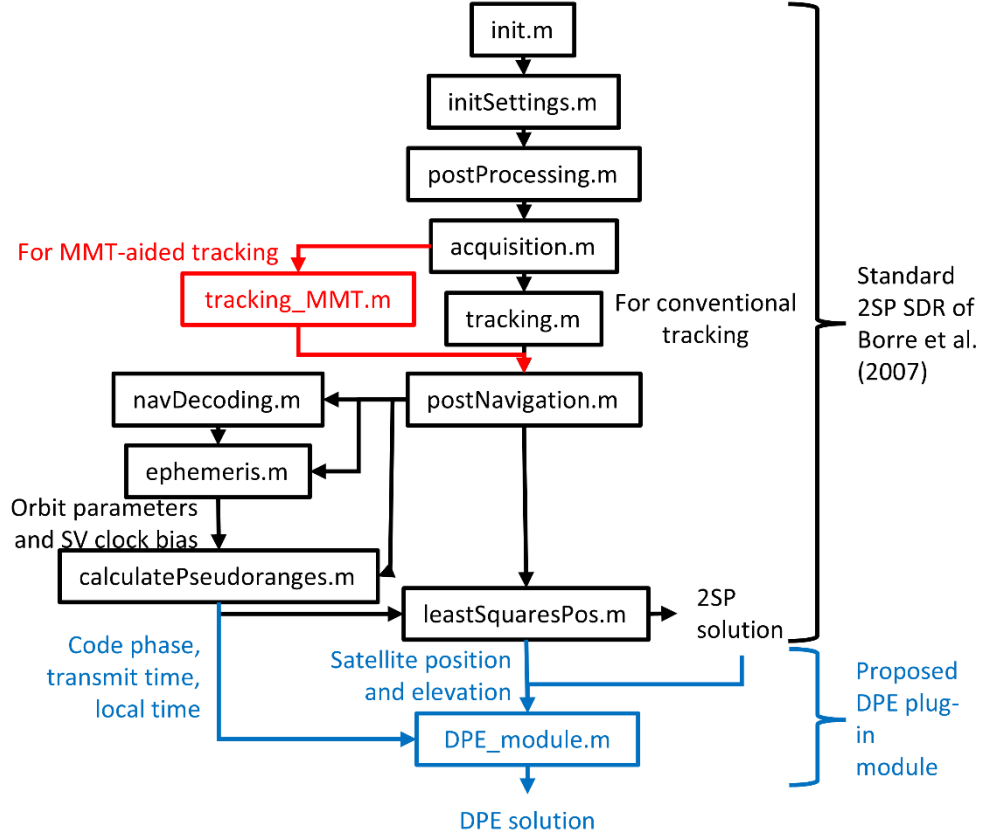 init.m
initSettings.m
postProcessing.m
For MMT-aided tracking
acquisition.m
tracking_MMT.m
tracking.m
For conventional
tracking
Standard
2SP SDR of
Borre et al.
(2007)
navDecoding.m
postNavigation.m
ephemeris.m
Orbit parameters
and SV clock bias
calculatePseudoranges.m
leastSquaresPos.m
2SP
solution
Code phase,
transmit time,
local time
Satellite position
and elevation
Proposed
DPE plug-
in
module
DPE_module.m
DPE solution